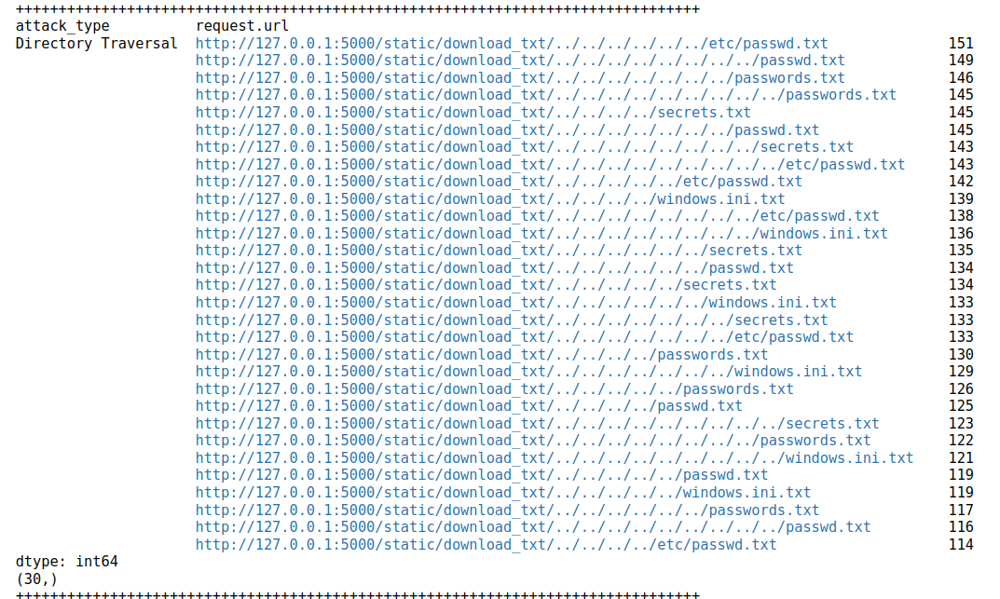 ++++++++++++++++++++++++++++++++++++++++++++++++++++++++++++++++++++++++++++++++
attack_type request.url
Directory Traversal http://127.0.0.1:5000/static/download_txt/../../../../../../etc/passwd.txt 151
http://127.0.0.1:5000/static/download_txt/../../../../../../../../passwd.txt 149
http://127.0.0.1:5000/static/download_txt/../../../../../../../passwords.txt 146
http://127.0.0.1:5000/static/download_txt/../../../../../../../../../passwords.txt 145
http://127.0.0.1:5000/static/download_txt/../../../../secrets.txt 145
http://127.0.0.1:5000/static/download_txt/../../../../../../../passwd.txt 145
http://127.0.0.1:5000/static/download_txt/../../../../../../../../secrets.txt 143
http://127.0.0.1:5000/static/download_txt/../../../../../../../../../etc/passwd.txt 143
http://127.0.0.1:5000/static/download_txt/../../../../../etc/passwd.txt 142
http://127.0.0.1:5000/static/download_txt/../../../../windows.ini.txt 139
http://127.0.0.1:5000/static/download_txt/../../../../../../../../etc/passwd.txt 138
http://127.0.0.1:5000/static/download_txt/../../../../../../../../windows.ini.txt 136
http://127.0.0.1:5000/static/download_txt/../../../../../../secrets.txt 135
http://127.0.0.1:5000/static/download_txt/../../../../../../passwd.txt 134
http://127.0.0.1:5000/static/download_txt/../../../../../secrets.txt 134
http://127.0.0.1:5000/static/download_txt/../../../../../../windows.ini.txt 133
http://127.0.0.1:5000/static/download_txt/../../../../../../../secrets.txt 133
http://127.0.0.1:5000/static/download_txt/../../../../../../../etc/passwd.txt 133
http://127.0.0.1:5000/static/download_txt/../../../../passwords.txt 130
http://127.0.0.1:5000/static/download_txt/../../../../../../../windows.ini.txt 129
http://127.0.0.1:5000/static/download_txt/../../../../../passwords.txt 126
http://127.0.0.1:5000/static/download_txt/../../../../passwd.txt 125
http://127.0.0.1:5000/static/download_txt/../../../../../../../../../secrets.txt 123
http://127.0.0.1:5000/static/download_txt/../../../../../../../../passwords.txt 122
http://127.0.0.1:5000/static/download_txt/../../../../../../../../../windows.ini.txt 121
http://127.0.0.1:5000/static/download_txt/../../../../../passwd.txt 119
http://127.0.0.1:5000/static/download_txt/../../../../../windows.ini.txt 119
http://127.0.0.1:5000/static/download_txt/../../../../../../passwords.txt 117
http://127.0.0.1:5000/static/download_txt/../../../../../../../../../passwd.txt 116
http://127.0.0.1:5000/static/download_txt/../../../../etc/passwd.txt 114
dtype: int64
(30,)
++++++++++++++++++++++++++++++++++++++++++++++++++++++++++++++++++++++++++++++++